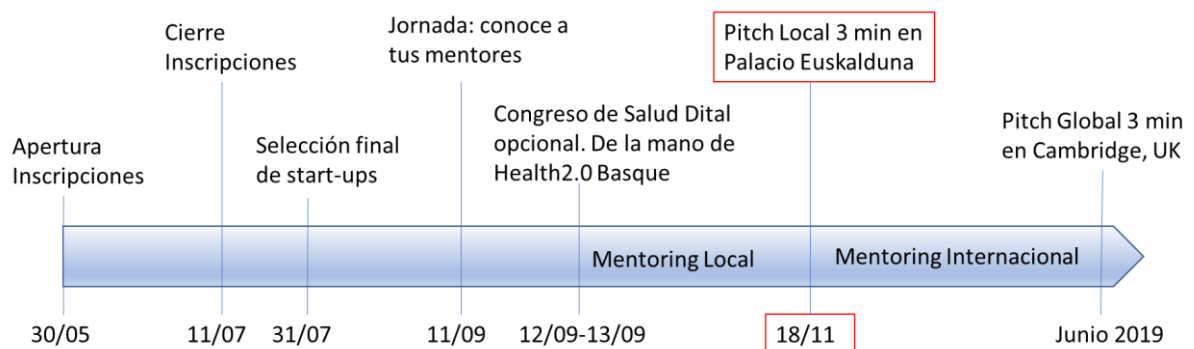 Apertura
Inscripciones
Cierre
Inscripciones
Selección final
de start-ups
Jornada: conoce a
tus mentores
Congreso de Salud Dital
opcional. De la mano de
Health2.0 Basque
Pitch Local 3 min en
Palacio Euskalduna
Pitch Global 3 min
en Cambridge, UK
Mentoring Local
Mentoring Internacional
30/05
11/07
31/07
11/09
12/09-13/09
18/11
Junio 2019